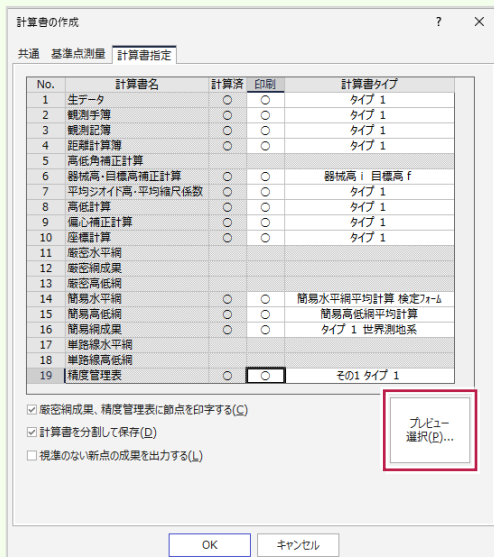 計算書の作成 ? ×
共通 基準点測量 計算書指定
No. 計算書名 計算済 印刷 計算書タイプ
1 生データ ○ ○ タイプ 1
2 観測手簿 ○ ○ タイプ 1
3 観測記簿 ○ ○ タイプ 1
4 距離計算簿 ○ ○ タイプ 1
5 高低角補正計算
6 器械高・目標高補正計算 ○ ○ 器械高 i 目標高 f
7 平均ジオイド高・平均縮尺係数 ○ ○ タイプ 1
8 高低計算 ○ ○ タイプ 1
9 偏心補正計算 ○ ○ タイプ 1
10 座標計算 ○ ○ タイプ 1
11 厳密水平網
12 厳密網成果
13 厳密高低網
14 簡易水平網 ○ ○ 簡易水平網平均計算 検定フォーム
15 簡易高低網 ○ ○ 簡易高低網平均計算
16 簡易網成果 ○ ○ タイプ 1 世界測地系
17 単路線水平網
18 単路線高低網
19 精度管理表 ○ ○ その1 タイプ 1
厳密網成果、精度管理表に節点を印字する(C)
計算書を分割して保存(D)
視準のない新点の成果を出力する(L)
プレビュー
選択(P)...
OK キャンセル